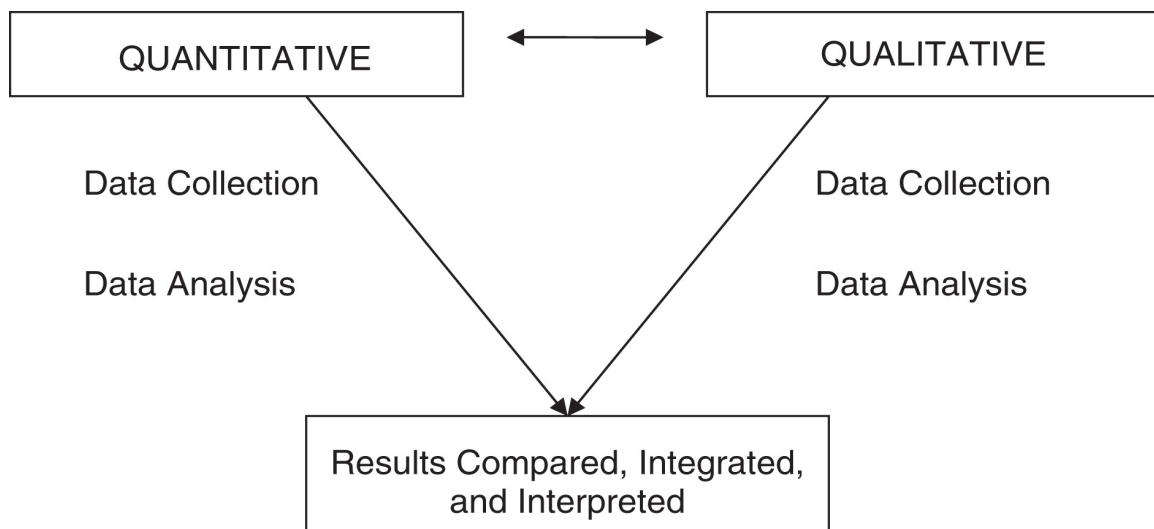 QUANTITATIVE
QUALITATIVE
Data Collection
Data Collection
Data Analysis
Data Analysis
Results Compared, Integrated,
and Interpreted